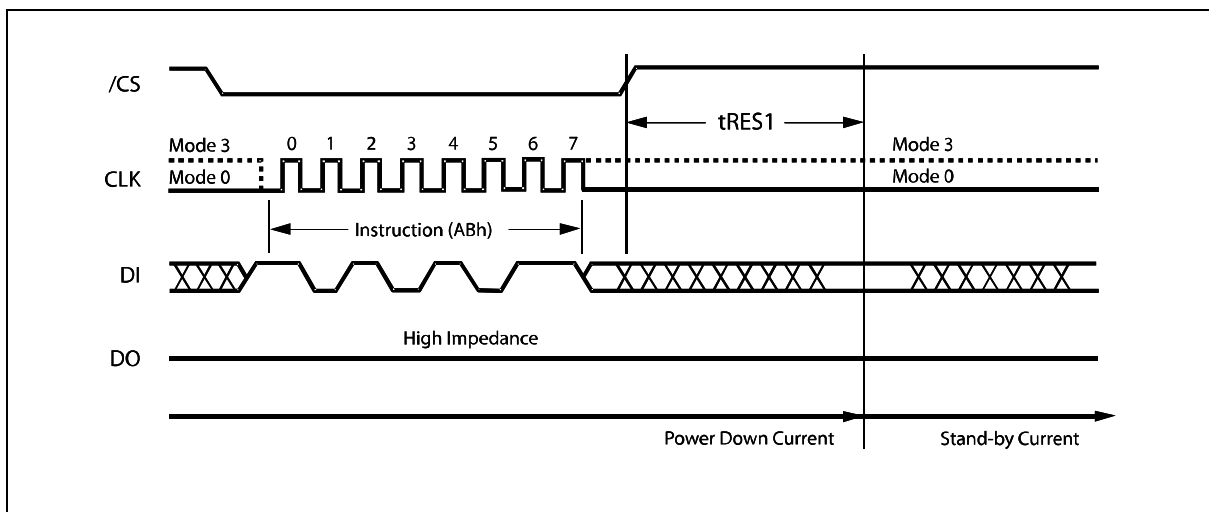 /CS
tRES1
Mode 3 0 1 2 3 4 5 6 7 Mode 3
CLK Mode 0 Mode 0
Instruction (ABh)
DI
High Impedance
DO
Power Down Current Stand-by Current